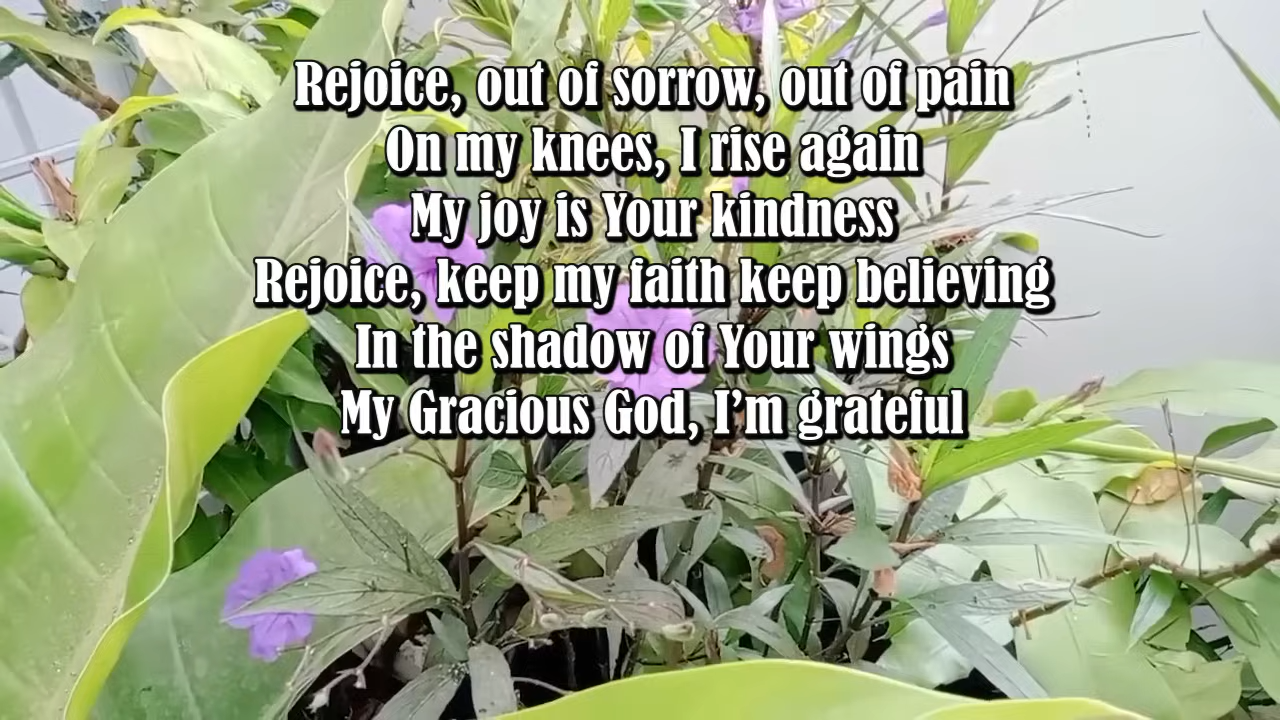 Rejoice, out of sorrow, out of pain
On my knees, I rise again
My joy is Your kindness
Rejoice, keep my faith keep believing
In the shadow of Your wings
My Gracious God, I’m grateful